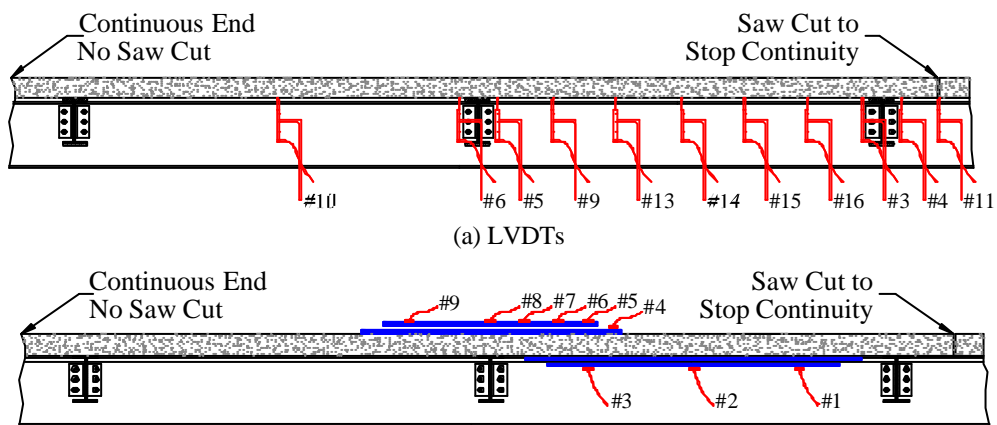 Continuous End
No Saw Cut
Saw Cut to
Stop Continuity
#10 #6 #5 #9 #13 #14 #15 #16 #3 #4 #11
(a) LVDTs
Continuous End
No Saw Cut
Saw Cut to
Stop Continuity
#9 #8 #7 #6 #5 #4
#3 #2 #1